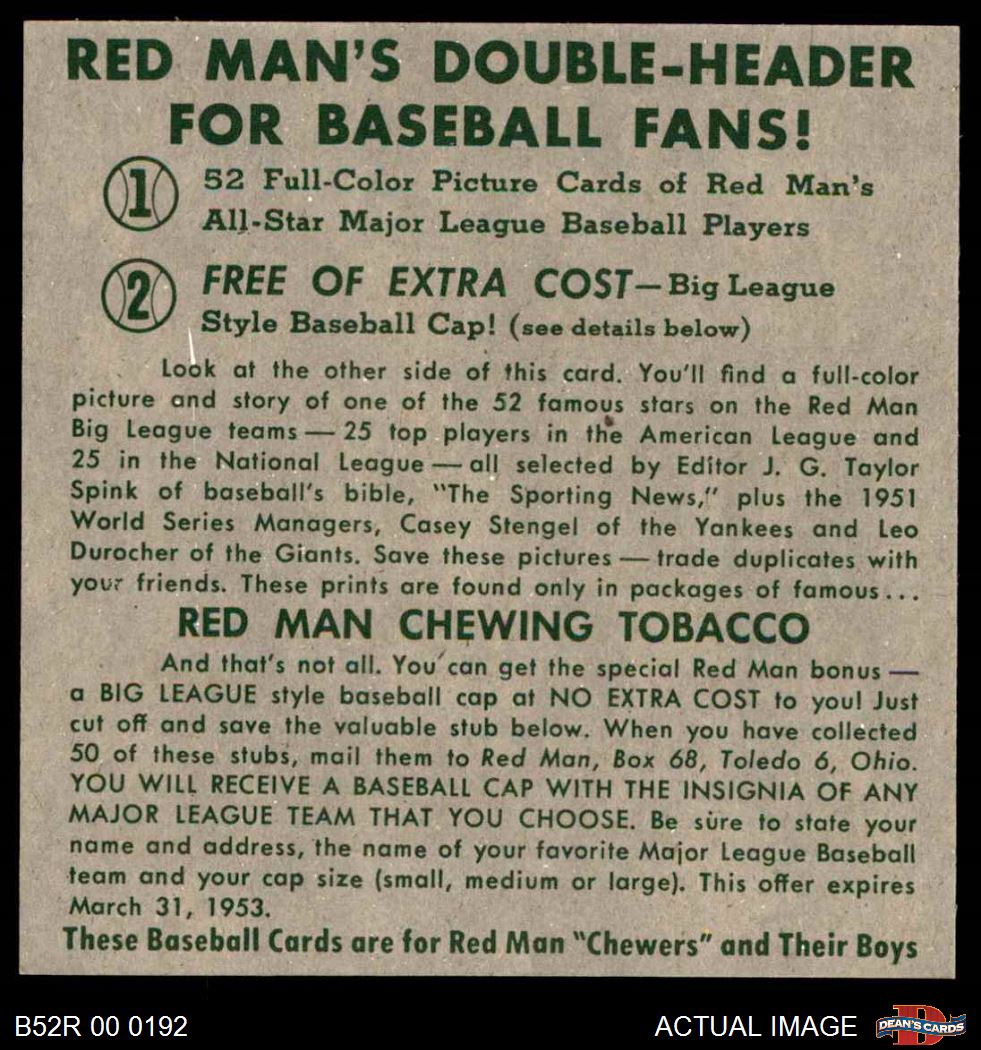 RED MAN'S DOUBLE-HEADER
FOR BASEBALL FANS!
1 52 Full-Color Picture Cards of Red Man's
All-Star Major League Baseball Players
2 FREE OF EXTRA COST—Big League
Style Baseball Cap! (see details below)
Look at the other side of this card. You'll find a full-color
picture and story of one of the 52 famous stars on the Red Man
Big League teams — 25 top players in the American League and
25 in the National League — all selected by Editor J. G. Taylor
Spink of baseball's bible, "The Sporting News," plus the 1951
World Series Managers, Casey Stengel of the Yankees and Leo
Durocher of the Giants. Save these pictures — trade duplicates with
your friends. These prints are found only in packages of famous...
RED MAN CHEWING TOBACCO
And that's not all. You can get the special Red Man bonus —
a BIG LEAGUE style baseball cap at NO EXTRA COST to you! Just
cut off and save the valuable stub below. When you have collected
50 of these stubs, mail them to Red Man, Box 68, Toledo 6, Ohio.
YOU WILL RECEIVE A BASEBALL CAP WITH THE INSIGNIA OF ANY
MAJOR LEAGUE TEAM THAT YOU CHOOSE. Be sure to state your
name and address, the name of your favorite Major League Baseball
team and your cap size (small, medium or large). This offer expires
March 31, 1953.
These Baseball Cards are for Red Man "Chewers" and Their Boys
B52R 00 0192 ACTUAL IMAGE D DEAN'S CARDS